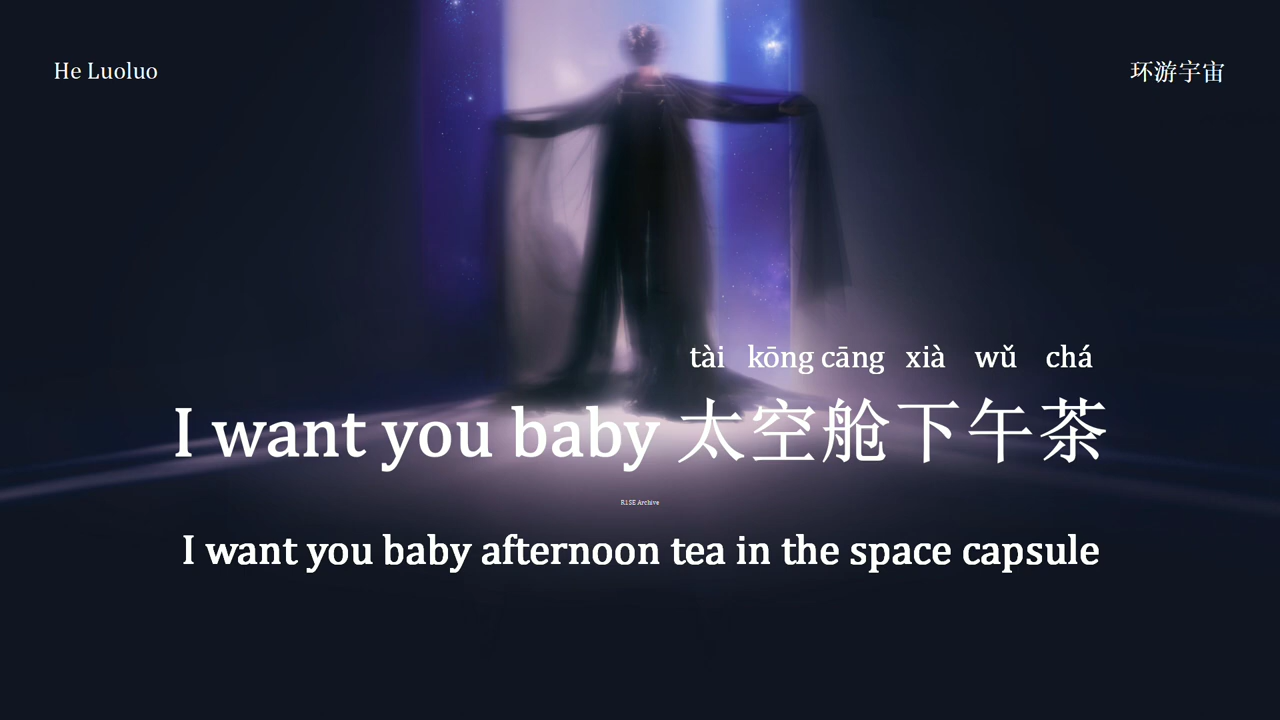 He Luoluo
环游宇宙
tài kōng cāng xià wǔ chá
I want you baby 太空舱下午茶
R1SE Archive
I want you baby afternoon tea in the space capsule